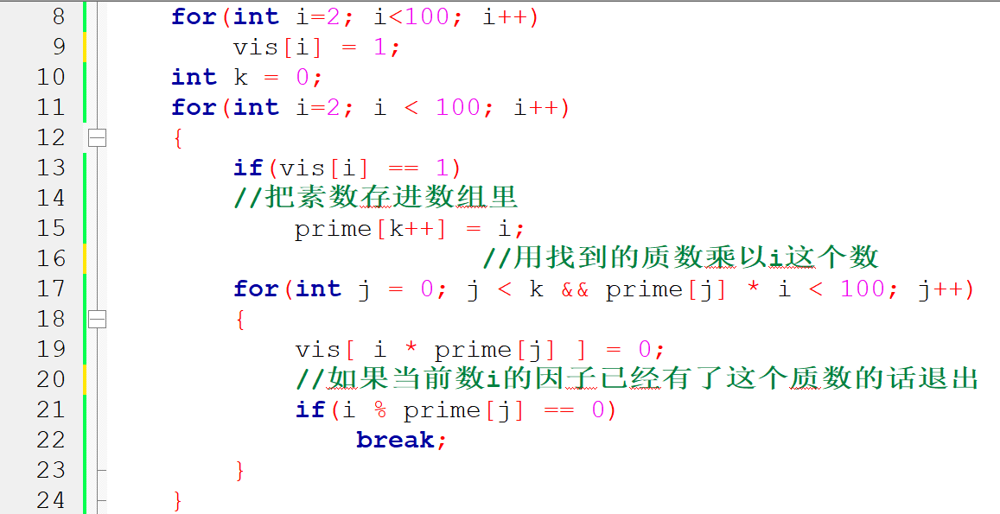 8 for(int i=2; i<100; i++)
9 vis[i] = 1;
10 int k = 0;
11 for(int i=2; i < 100; i++)
12 {
13 if(vis[i] == 1)
14 //把素数存进数组里
15 prime[k++] = i;
16 //用找到的质数乘以i这个数
17 for(int j = 0; j < k && prime[j] * i < 100; j++)
18 {
19 vis[ i * prime[j] ] = 0;
20 //如果当前数i的因子已经有了这个质数的话退出
21 if(i % prime[j] == 0)
22 break;
23 }
24 }